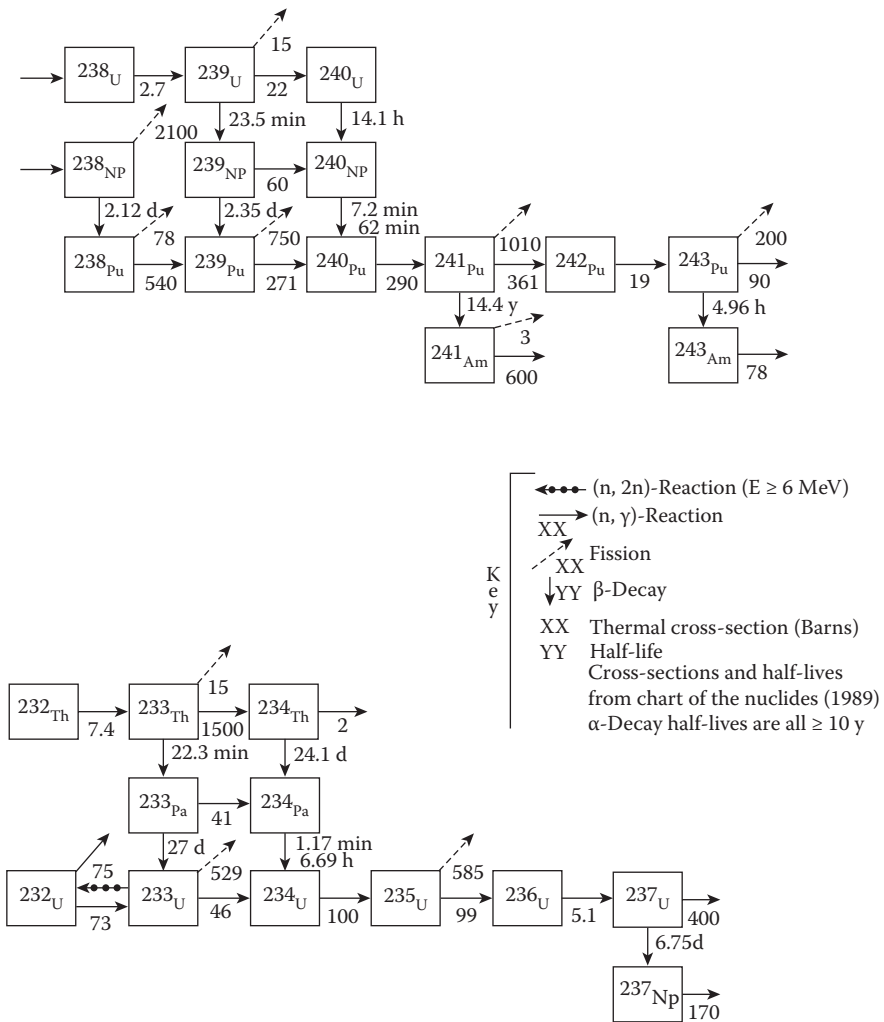 15
238U 239U 240U
2.7 22
23.5 min 14.1 h
2100
238NP 239NP 240NP
60
2.12 d 2.35 d 7.2 min
62 min
78 750 1010 200
238Pu 239Pu 240Pu 241Pu 242Pu 243Pu
540 271 290 361 19 90
14.4 y 4.96 h
3
241Am 243Am
600 78
(n, 2n)-Reaction (E ≥ 6 MeV)
(n, γ)-Reaction
XX
XX Fission
Key
YY β-Decay
XX Thermal cross-section (Barns)
YY Half-life
Cross-sections and half-lives
from chart of the nuclides (1989)
α-Decay half-lives are all ≥ 10 y
15
232Th 233Th 234Th
7.4 1500 2
22.3 min 24.1 d
233Pa 234Pa
41
27 d 1.17 min
6.69 h
75 529 585
232U 233U 234U 235U 236U 237U
73 46 100 99 5.1 400
6.75d
237Np
170